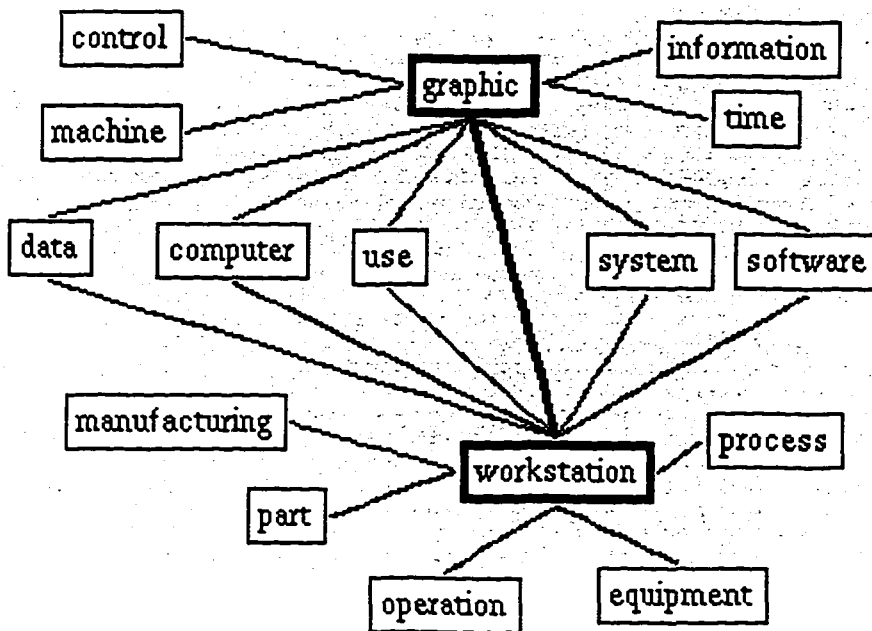 control
information
graphic
machine
time
data
computer
use
system
software
manufacturing
process
workstation
part
operation
equipment